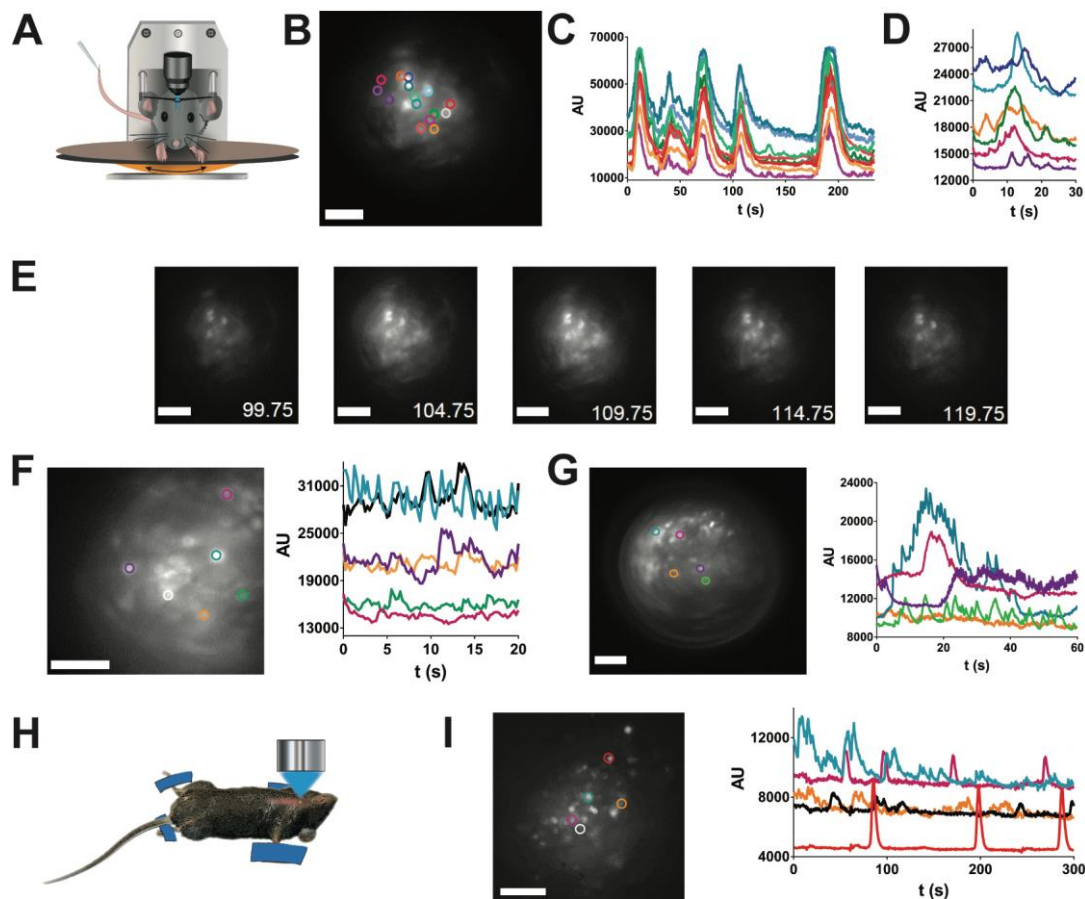 A
B
C
70000
50000
30000
10000
AU
0 50 100 150 200
t (s)
D
27000
24000
21000
18000
15000
12000
AU
0 10 20 30
t (s)
E
99.75
104.75
109.75
114.75
119.75
F
31000
25000
19000
13000
AU
0 5 10 15 20
t (s)
G
24000
20000
16000
12000
8000
AU
0 20 40 60
t (s)
H
I
12000
8000
4000
AU
0 100 200 300
t (s)